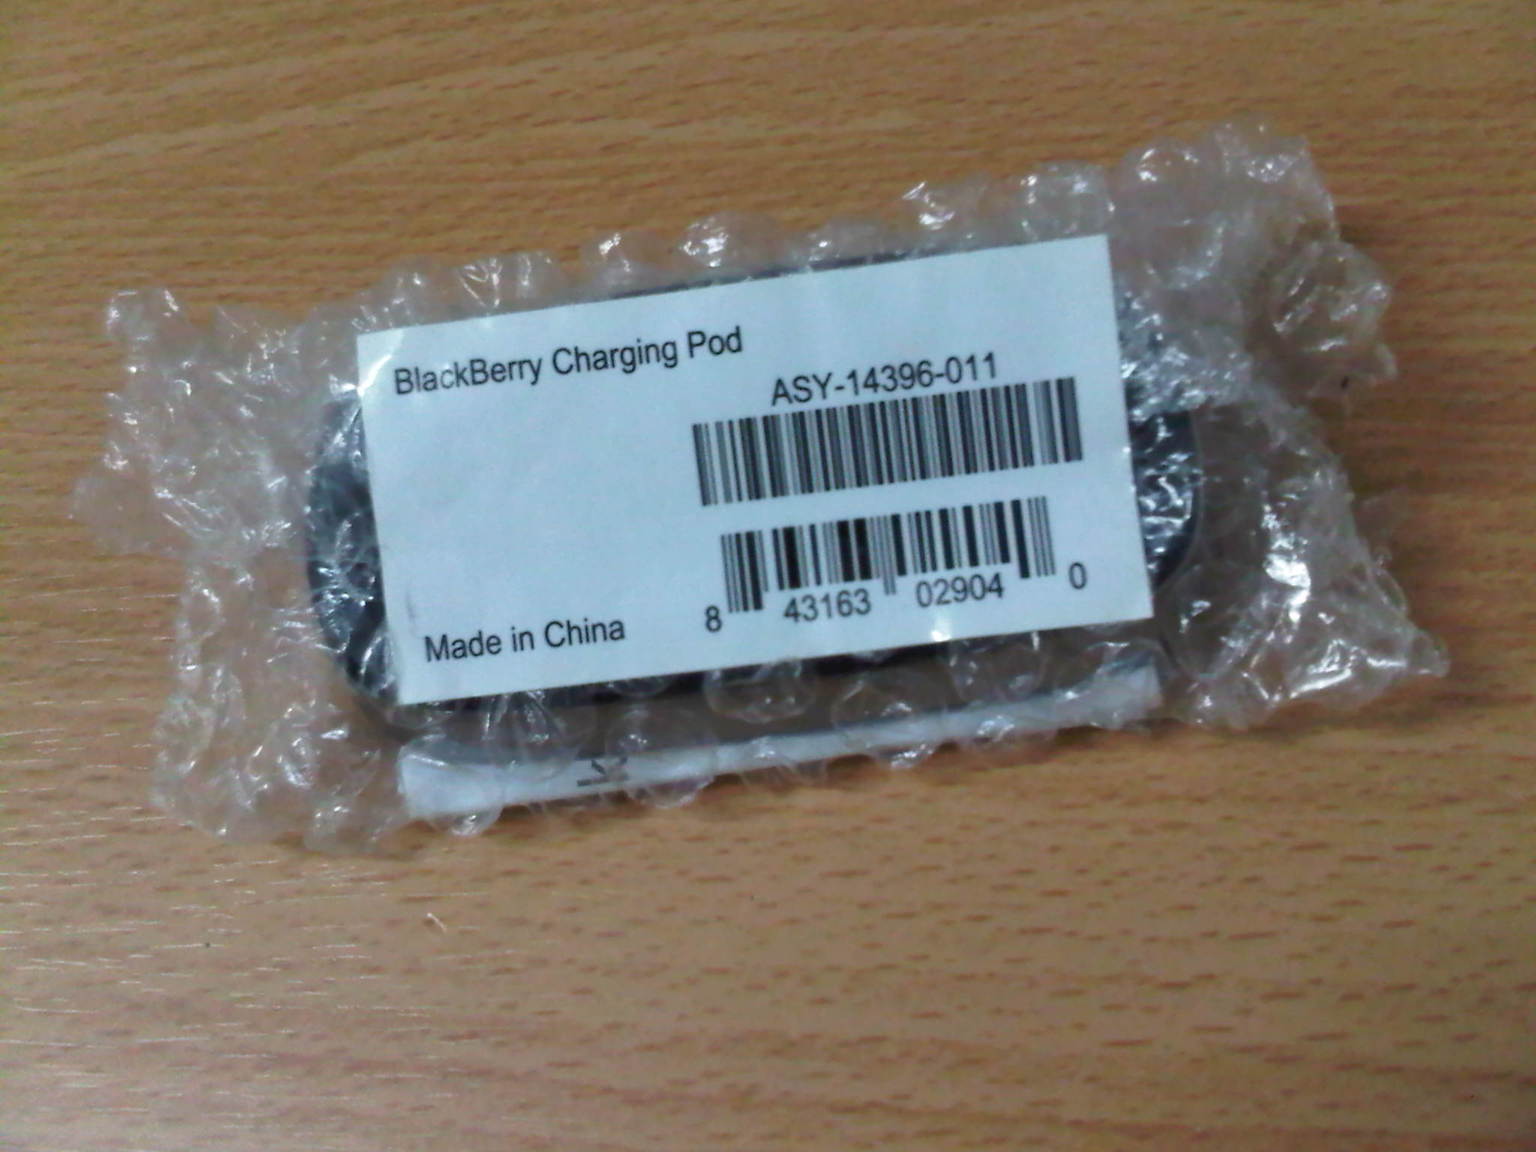 BlackBerry Charging Pod
ASY-14396-011
8 43163 02904 0
Made in China
K